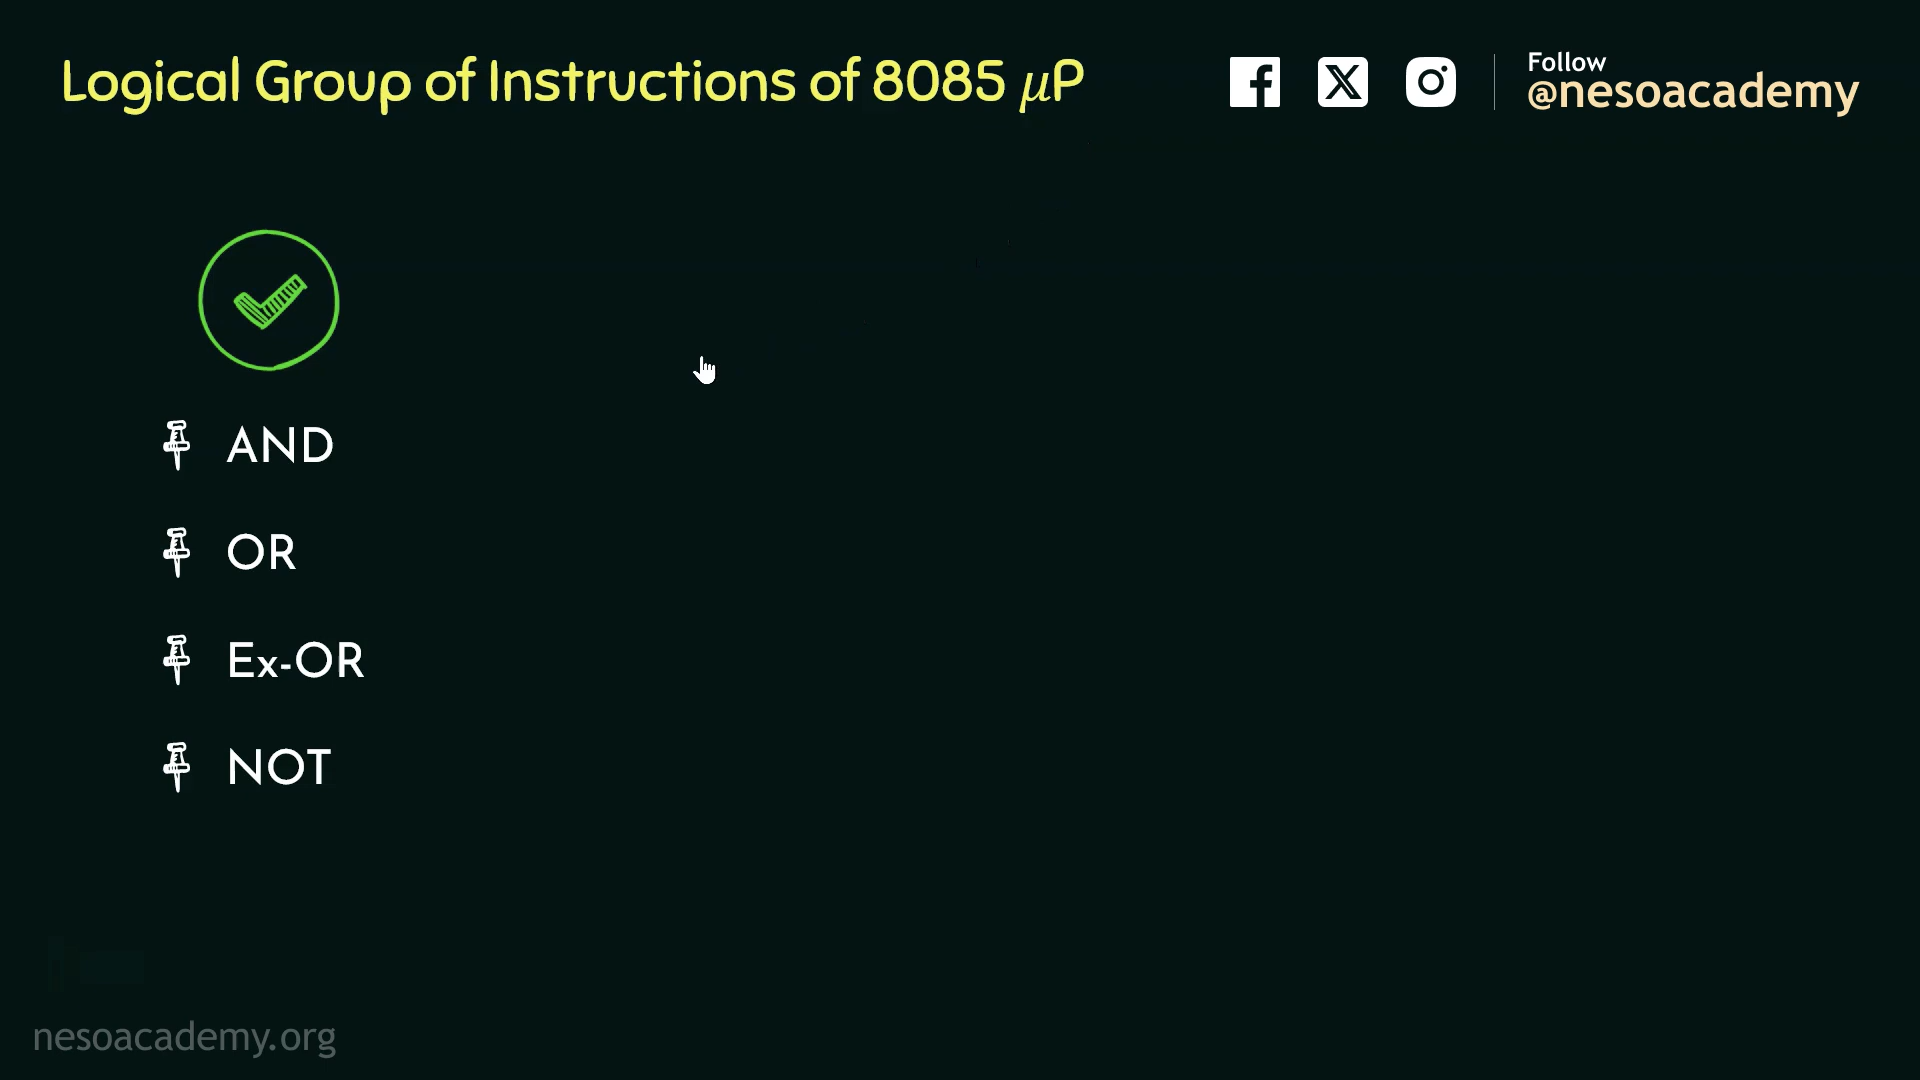 Logical Group of Instructions of 8085 μP
Follow
@nesoacademy
AND
OR
Ex-OR
NOT
nesoacademy.org